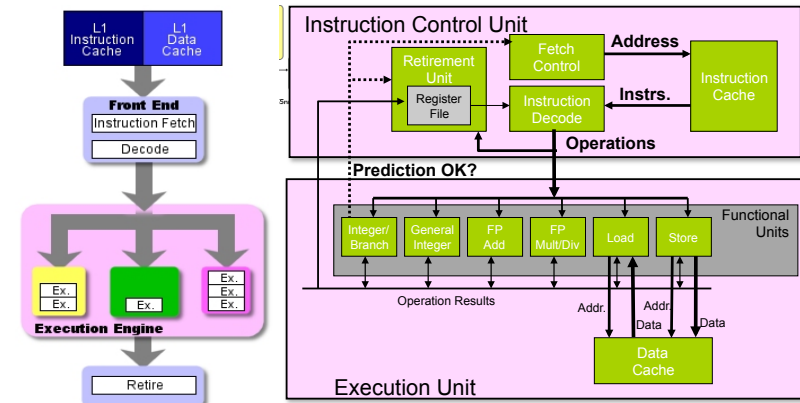 L1
Instruction
Cache
L1
Data
Cache
Front End
Instruction Fetch
Decode
Ex.
Ex.
Ex.
Ex.
Ex.
Ex.
Execution Engine
Retire
Instruction Control Unit
Retirement
Unit
Register
File
Fetch
Control
Address
Instruction
Cache
Instrs.
Instruction
Decode
Operations
Prediction OK?
Functional
Units
Integer/
Branch
General
Integer
FP
Add
FP
Mult/Div
Load
Store
Operation Results
Addr.
Data
Addr.
Data
Data
Cache
Execution Unit